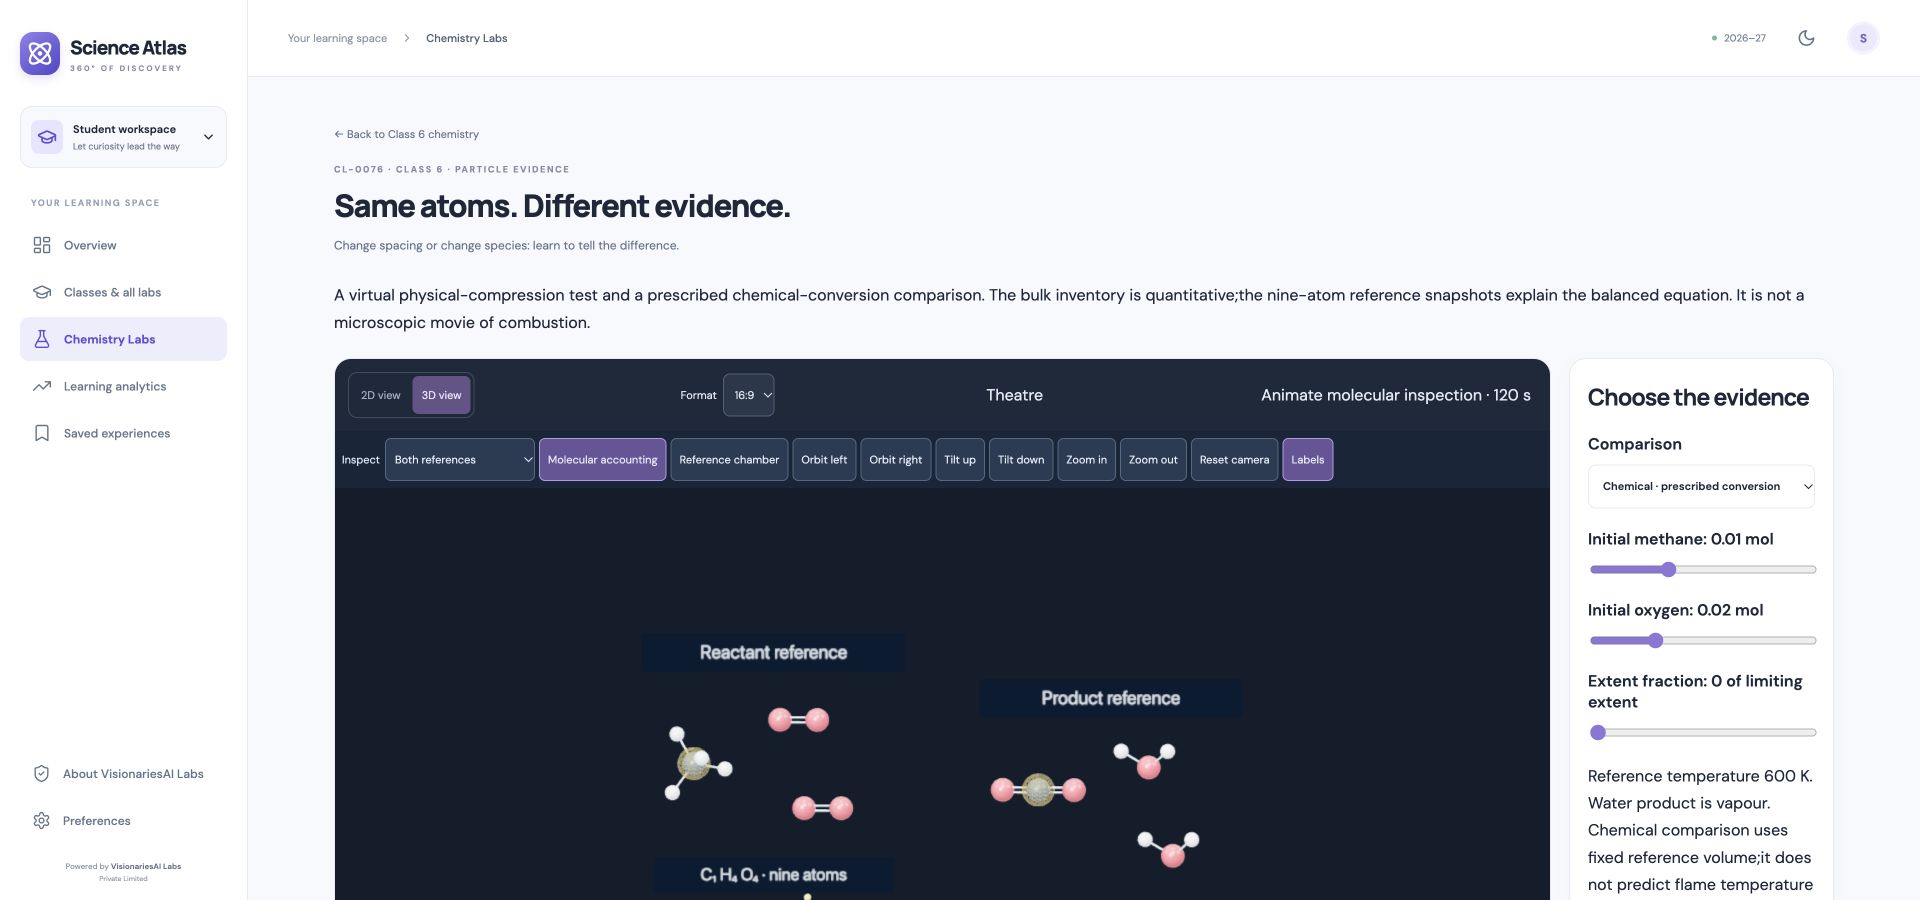 Science Atlas
360° OF DISCOVERY
Student workspace
Let curiosity lead the way
YOUR LEARNING SPACE
Overview
Classes & all labs
Chemistry Labs
Learning analytics
Saved experiences
About VisionariesAI Labs
Preferences
Powered by VisionariesAI Labs
Private Limited
Your learning space > Chemistry Labs
2026–27
S
← Back to Class 6 chemistry
CL-0076 · CLASS 6 · PARTICLE EVIDENCE
Same atoms. Different evidence.
Change spacing or change species: learn to tell the difference.
A virtual physical-compression test and a prescribed chemical-conversion comparison. The bulk inventory is quantitative;the nine-atom reference snapshots explain the balanced equation. It is not a
microscopic movie of combustion.
2D view 3D view Format 16:9 Theatre Animate molecular inspection · 120 s
Inspect Both references Molecular accounting Reference chamber Orbit left Orbit right Tilt up Tilt down Zoom in Zoom out Reset camera Labels
Reactant reference
Product reference
C₁ H₄ O₄ · nine atoms
Choose the evidence
Comparison
Chemical · prescribed conversion
Initial methane: 0.01 mol
Initial oxygen: 0.02 mol
Extent fraction: 0 of limiting
extent
Reference temperature 600 K.
Water product is vapour.
Chemical comparison uses
fixed reference volume;it does
not predict flame temperature